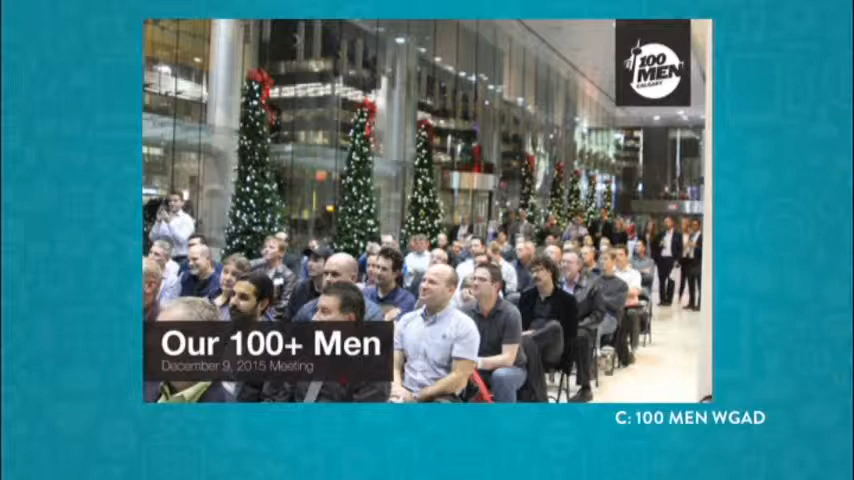 100
MEN
CALGARY
Our 100+ Men
December 9, 2015 Meeting
C: 100 MEN WGAD